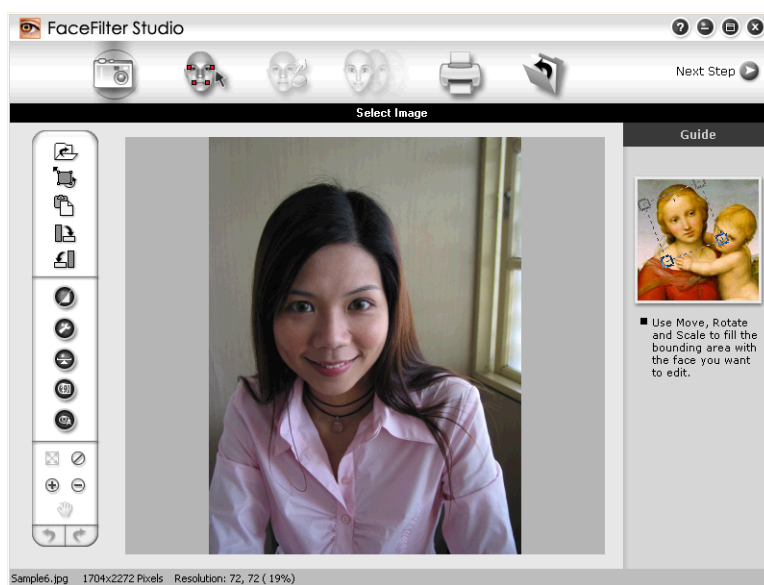 FaceFilter Studio
Next Step
Select Image
Guide
■ Use Move, Rotate
and Scale to fill the
bounding area with
the face you want
to edit.
Sample6.jpg 1704x2272 Pixels Resolution: 72, 72 ( 19%)